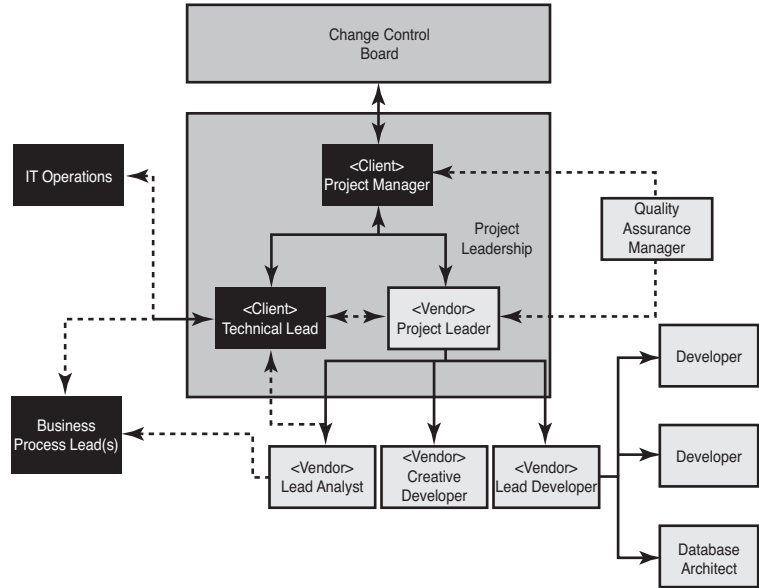 Change Control
Board
<Client>
Project Manager
IT Operations
Quality
Assurance
Manager
Project
Leadership
<Client>
Technical Lead
<Vendor>
Project Leader
Developer
Business
Process Lead(s)
<Vendor>
Lead Analyst
<Vendor>
Creative
Developer
<Vendor>
Lead Developer
Developer
Database
Architect